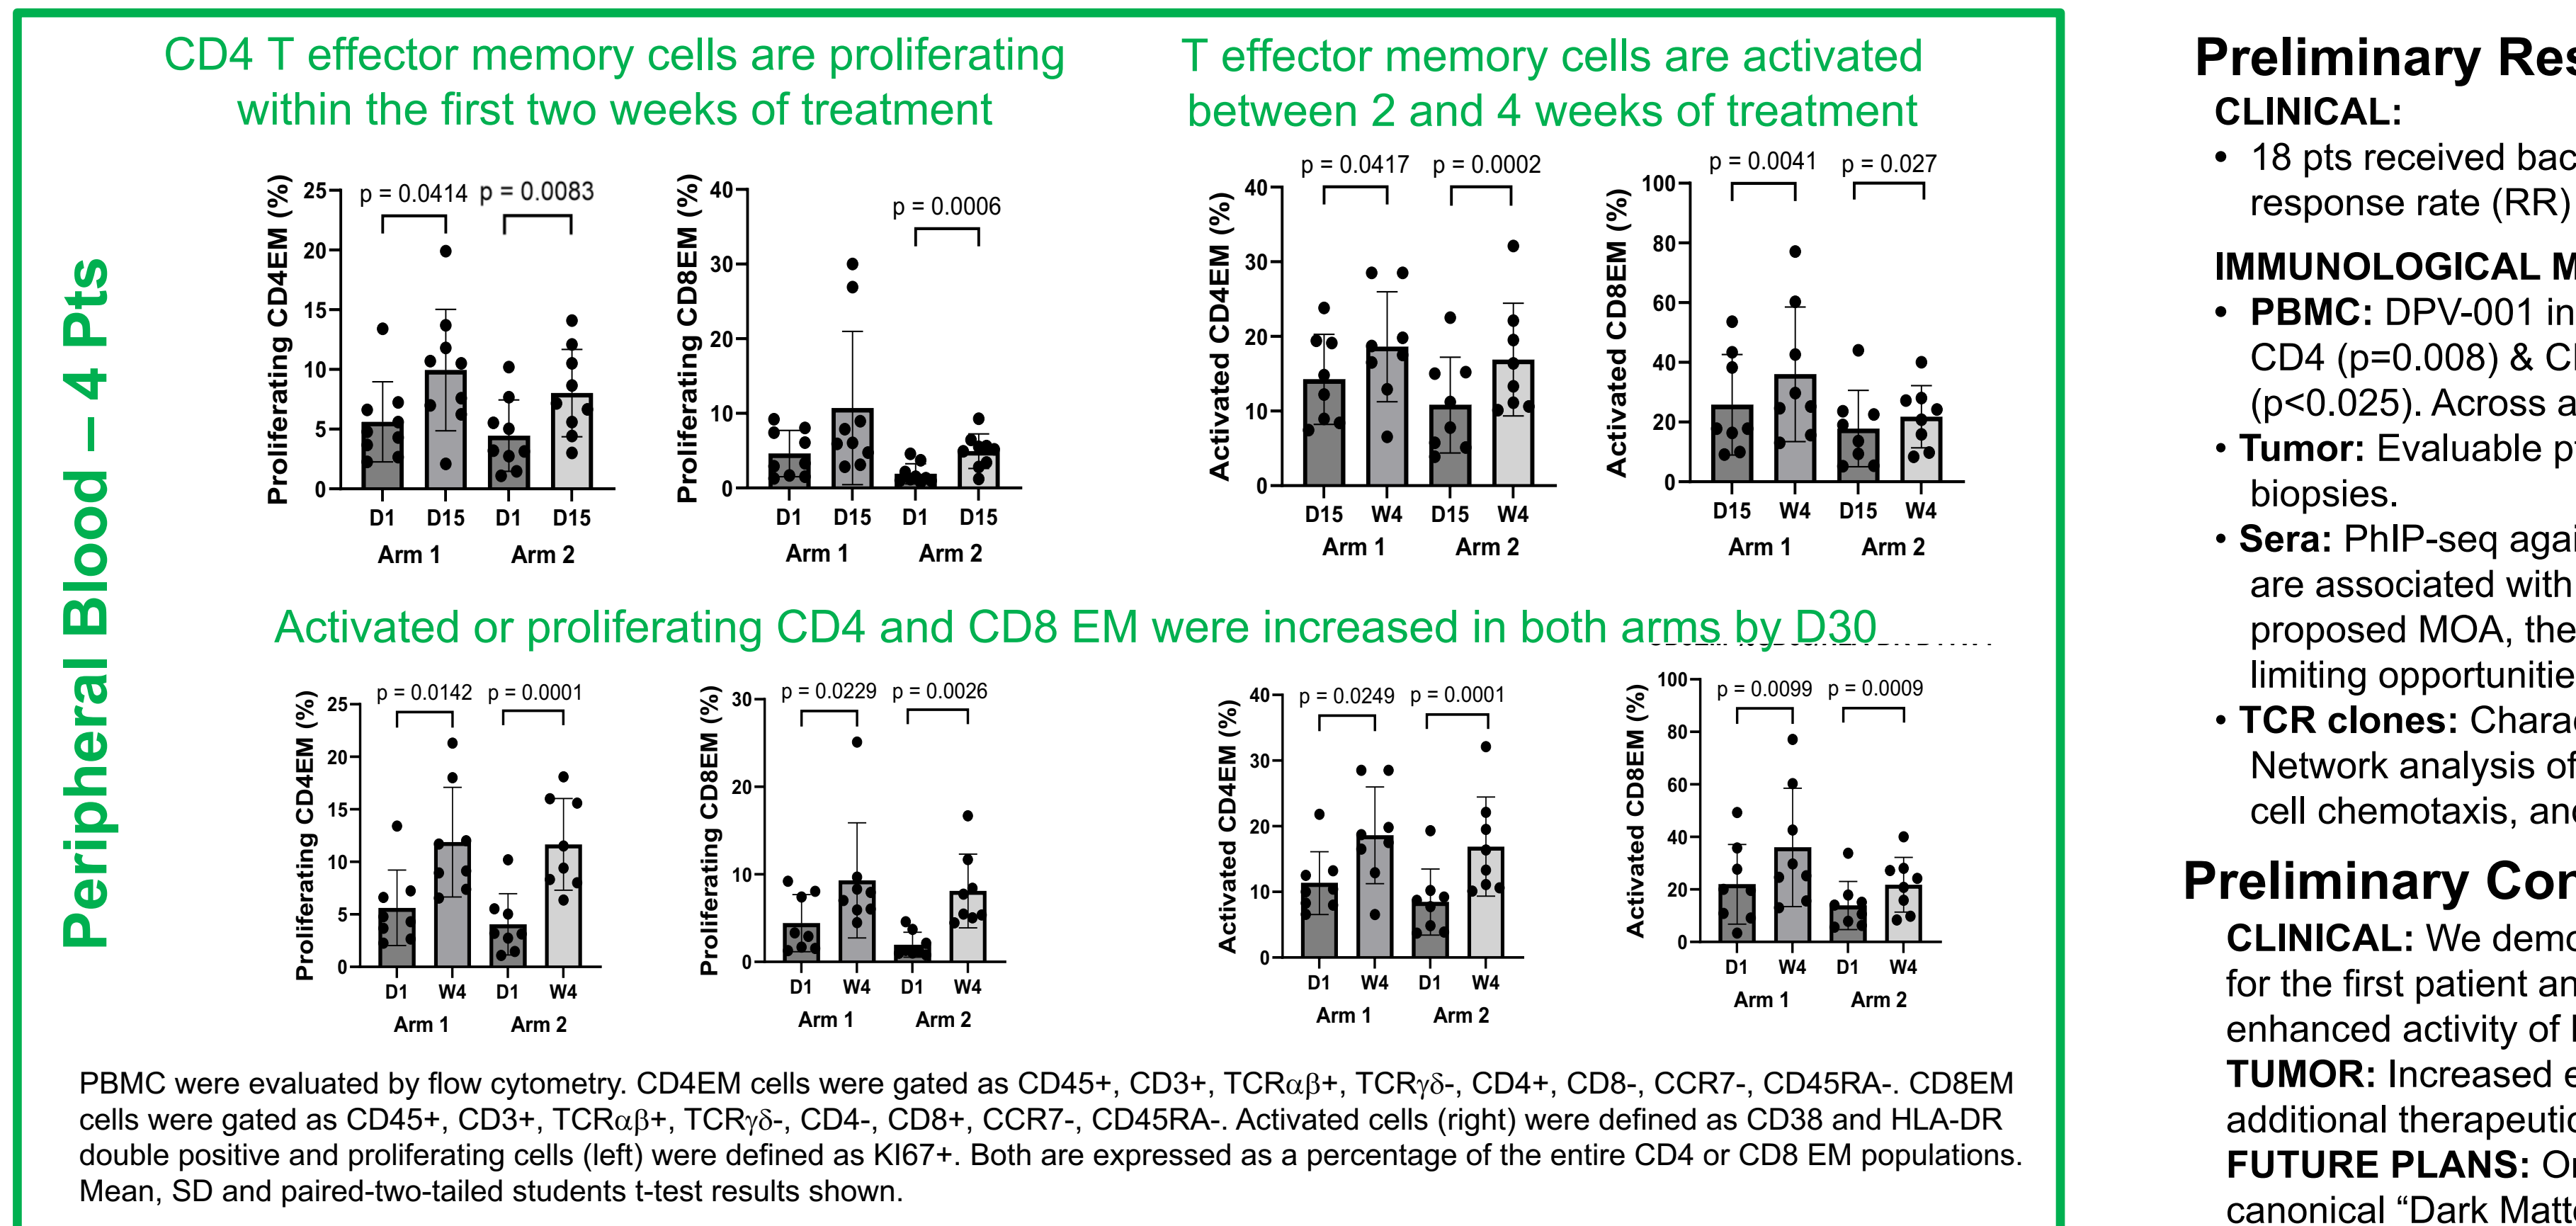 Peripheral Blood – 4 Pts
CD4 T effector memory cells are proliferating
within the first two weeks of treatment
Proliferating CD4EM (%)
25
20
15
10
5
0
p = 0.0414 p = 0.0083
D1 D15 D1 D15
Arm 1 Arm 2
Proliferating CD8EM (%)
40
30
20
10
0
p = 0.0006
D1 D15 D1 D15
Arm 1 Arm 2
T effector memory cells are activated
between 2 and 4 weeks of treatment
Activated CD4EM (%)
40
30
20
10
0
p = 0.0417 p = 0.0002
D15 W4 D15 W4
Arm 1 Arm 2
Activated CD8EM (%)
100
80
60
40
20
0
p = 0.0041 p = 0.027
D15 W4 D15 W4
Arm 1 Arm 2
Activated or proliferating CD4 and CD8 EM were increased in both arms by D30
Proliferating CD4EM (%)
25
20
15
10
5
0
p = 0.0142 p = 0.0001
D1 W4 D1 W4
Arm 1 Arm 2
Proliferating CD8EM (%)
30
20
10
0
p = 0.0229 p = 0.0026
D1 W4 D1 W4
Arm 1 Arm 2
Activated CD4EM (%)
40
30
20
10
0
p = 0.0249 p = 0.0001
D1 W4 D1 W4
Arm 1 Arm 2
Activated CD8EM (%)
100
80
60
40
20
0
p = 0.0099 p = 0.0009
D1 W4 D1 W4
Arm 1 Arm 2
PBMC were evaluated by flow cytometry. CD4EM cells were gated as CD45+, CD3+, TCRαβ+, TCRγδ-, CD4+, CD8-, CCR7-, CD45RA-. CD8EM
cells were gated as CD45+, CD3+, TCRαβ+, TCRγδ-, CD4-, CD8+, CCR7-, CD45RA-. Activated cells (right) were defined as CD38 and HLA-DR
double positive and proliferating cells (left) were defined as KI67+. Both are expressed as a percentage of the entire CD4 or CD8 EM populations.
Mean, SD and paired-two-tailed students t-test results shown.
Preliminary Res
CLINICAL:
• 18 pts received bac
response rate (RR)
IMMUNOLOGICAL M
• PBMC: DPV-001 in
CD4 (p=0.008) & C
(p<0.025). Across a
• Tumor: Evaluable p
biopsies.
• Sera: PhIP-seq agai
are associated with
proposed MOA, the
limiting opportunitie
• TCR clones: Chara
Network analysis of
cell chemotaxis, and
Preliminary Con
CLINICAL: We demo
for the first patient an
enhanced activity of
TUMOR: Increased e
additional therapeutic
FUTURE PLANS: O
canonical “Dark Matt